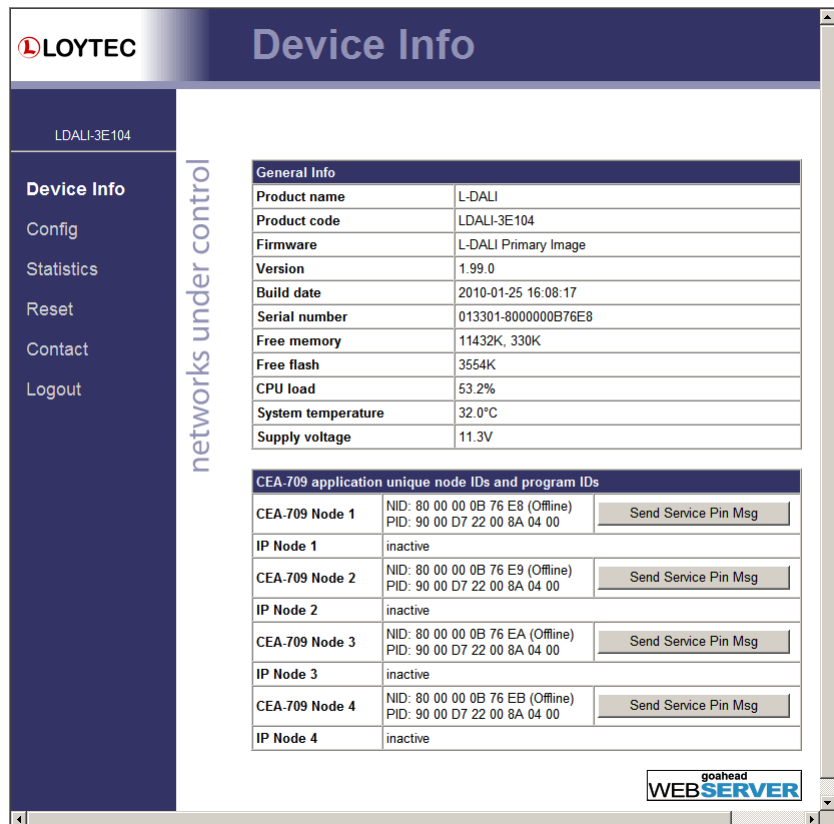 LOYTEC
Device Info
LDALI-3E104
Device Info
Config
Statistics
Reset
Contact
Logout
networks under control
General Info
Product name L-DALI
Product code LDALI-3E104
Firmware L-DALI Primary Image
Version 1.99.0
Build date 2010-01-25 16:08:17
Serial number 013301-8000000B76E8
Free memory 11432K, 330K
Free flash 3554K
CPU load 53.2%
System temperature 32.0°C
Supply voltage 11.3V
CEA-709 application unique node IDs and program IDs
CEA-709 Node 1 NID: 80 00 00 0B 76 E8 (Offline)
PID: 90 00 D7 22 00 8A 04 00 Send Service Pin Msg
IP Node 1 inactive
CEA-709 Node 2 NID: 80 00 00 0B 76 E9 (Offline)
PID: 90 00 D7 22 00 8A 04 00 Send Service Pin Msg
IP Node 2 inactive
CEA-709 Node 3 NID: 80 00 00 0B 76 EA (Offline)
PID: 90 00 D7 22 00 8A 04 00 Send Service Pin Msg
IP Node 3 inactive
CEA-709 Node 4 NID: 80 00 00 0B 76 EB (Offline)
PID: 90 00 D7 22 00 8A 04 00 Send Service Pin Msg
IP Node 4 inactive
goahead
WEBSERVER